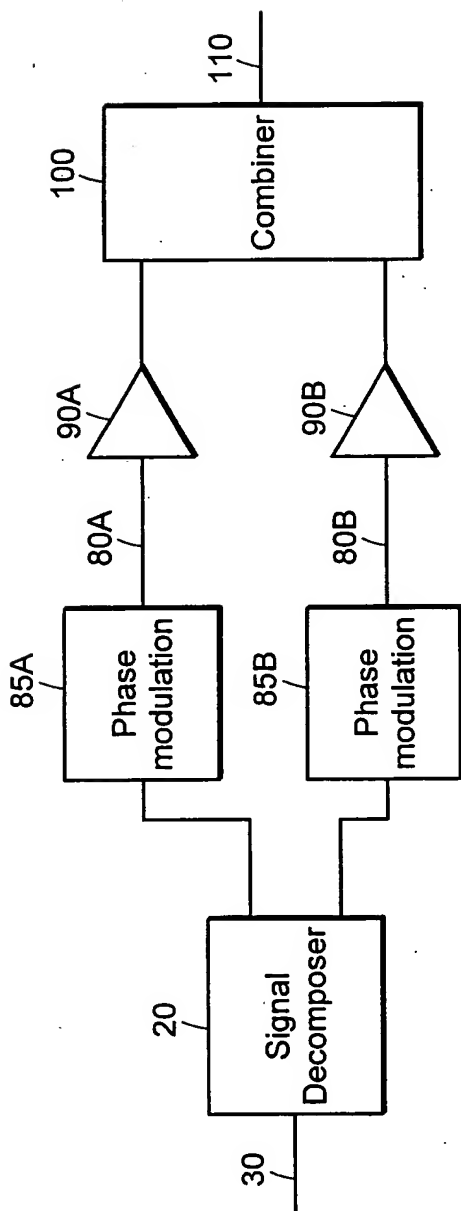 30
20
Signal
Decomposer
85A
Phase
modulation
80A
90A
85B
Phase
modulation
80B
90B
100
Combiner
110